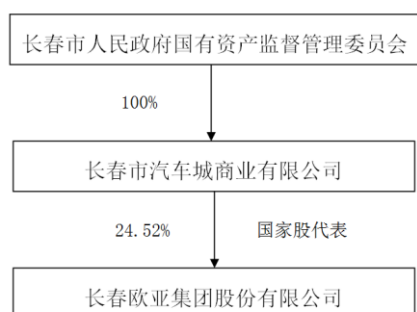 长春市人民政府国有资产监督管理委员会
100%
长春市汽车城商业有限公司
24.52% 国家股代表
长春欧亚集团股份有限公司